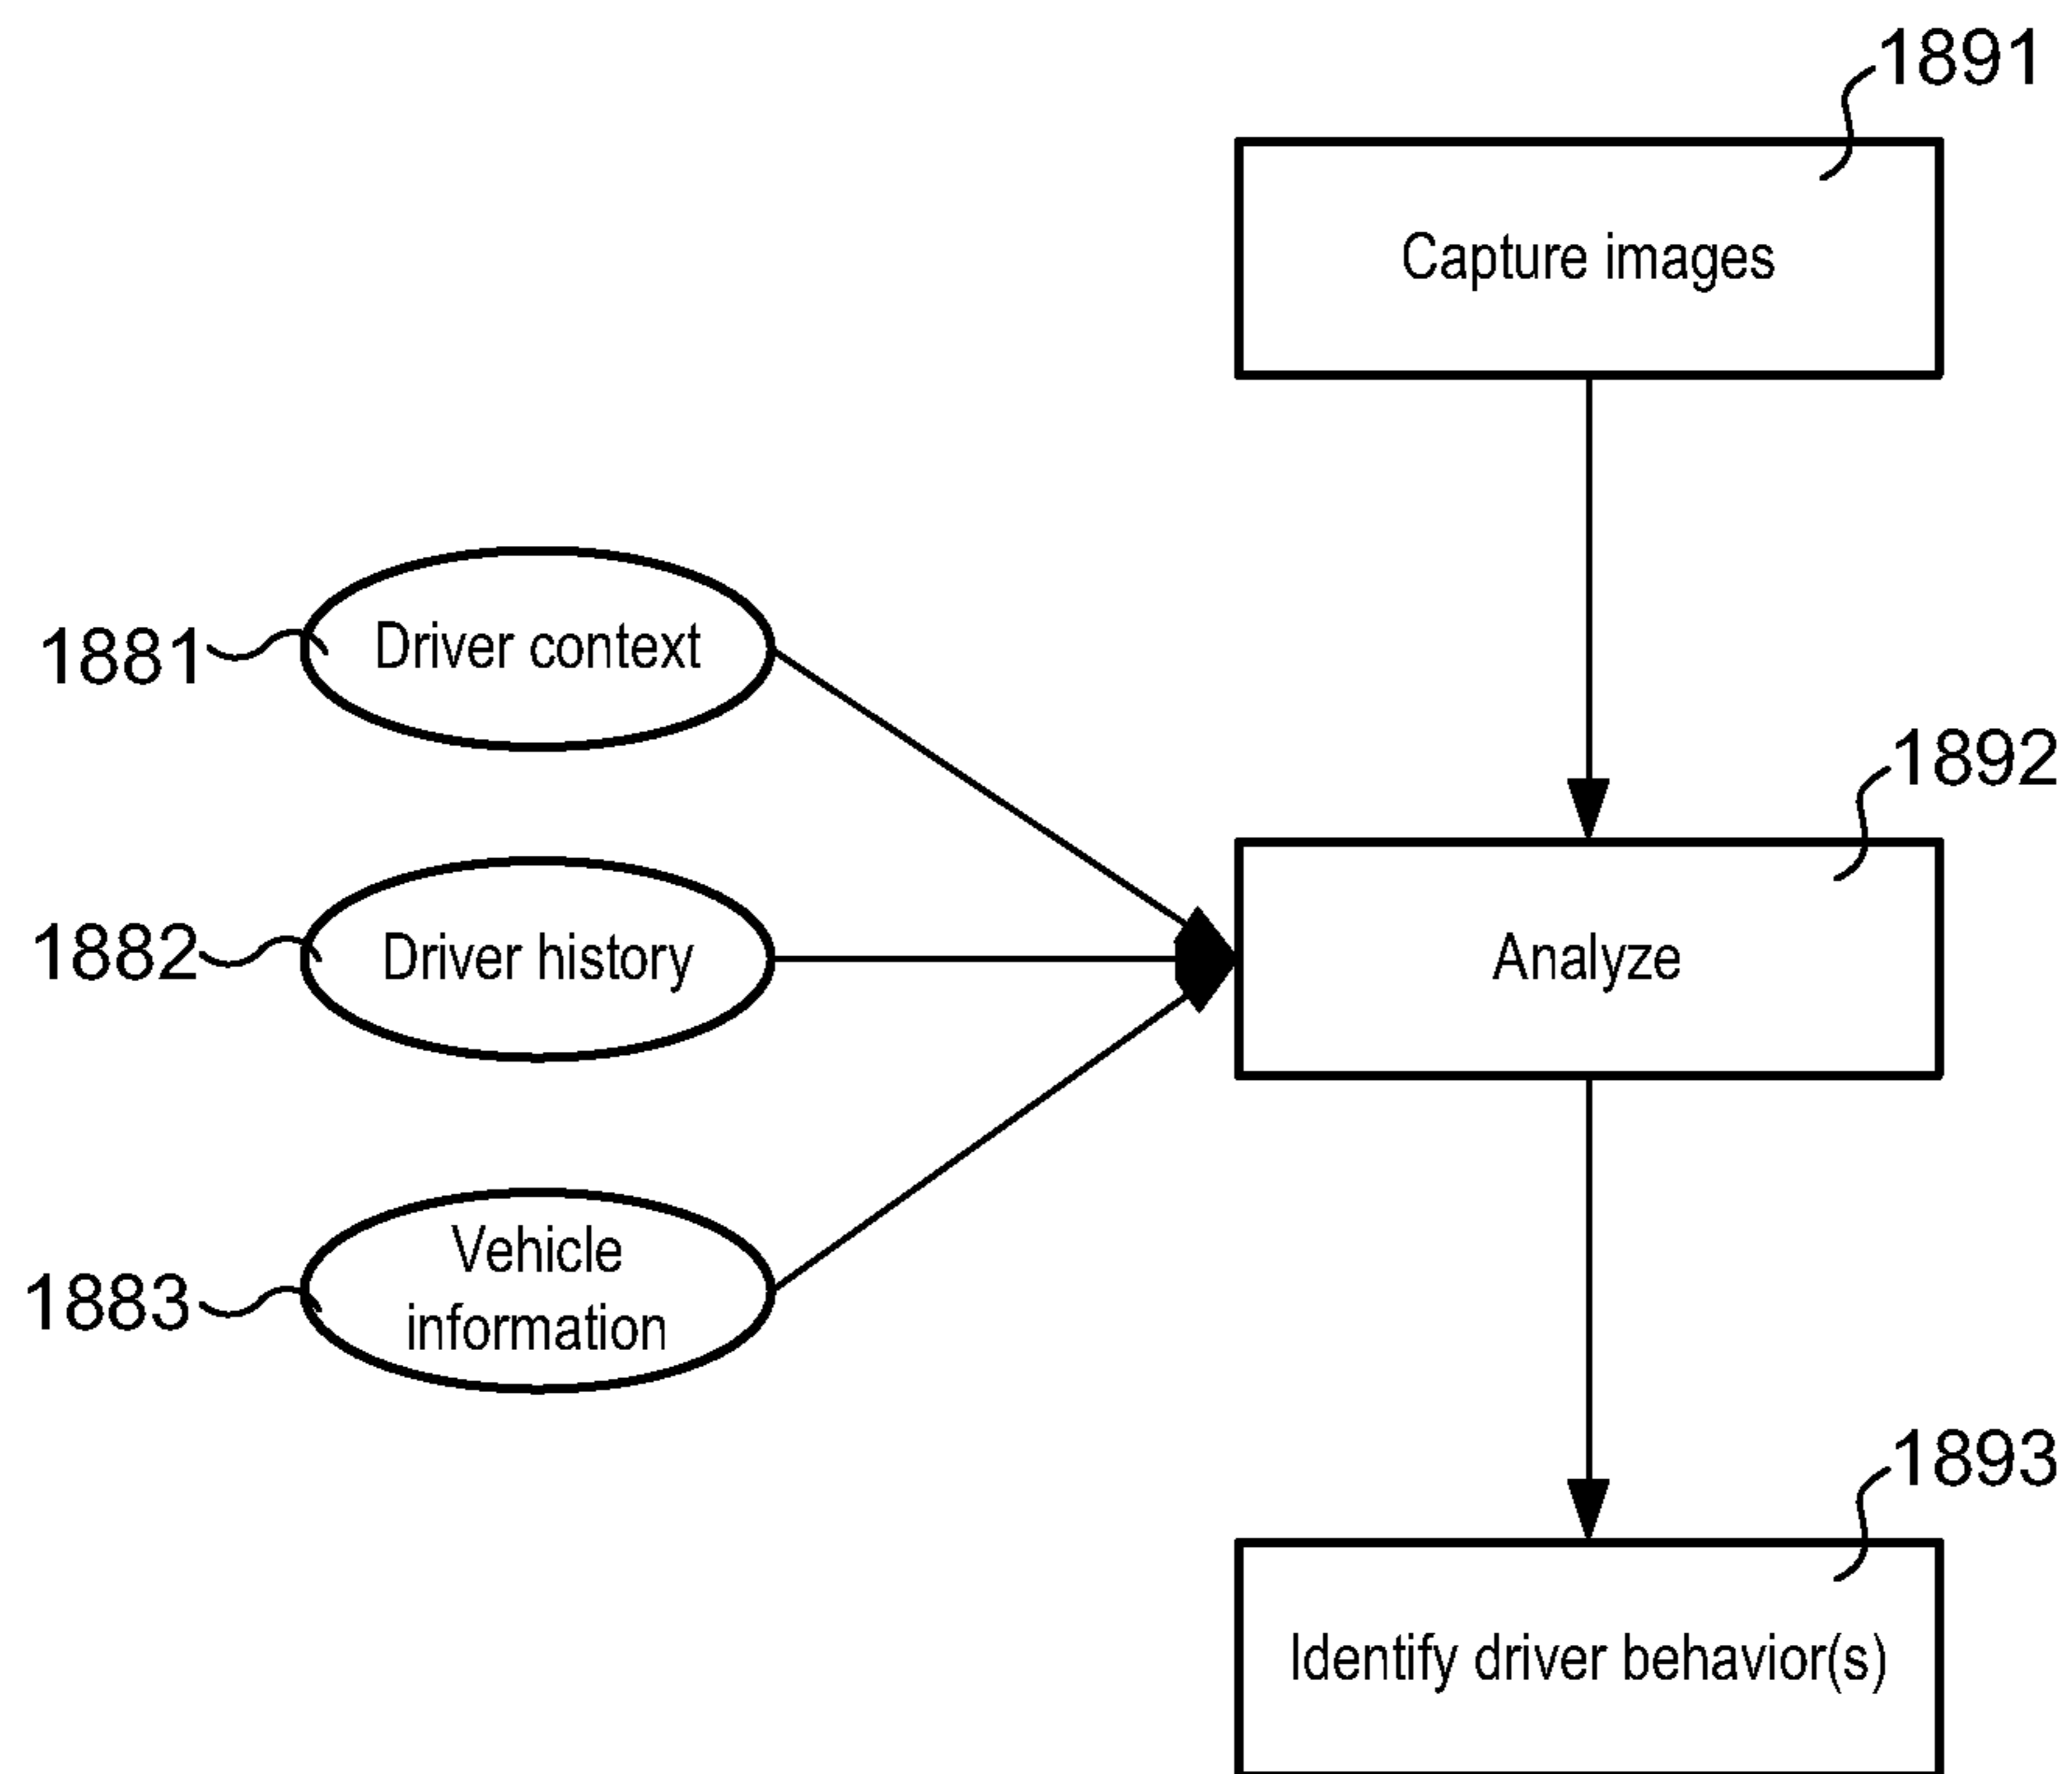 1891
Capture images
1881
Driver context
1892
1882
Driver history
Analyze
1883
Vehicle
information
1893
Identify driver behavior(s)